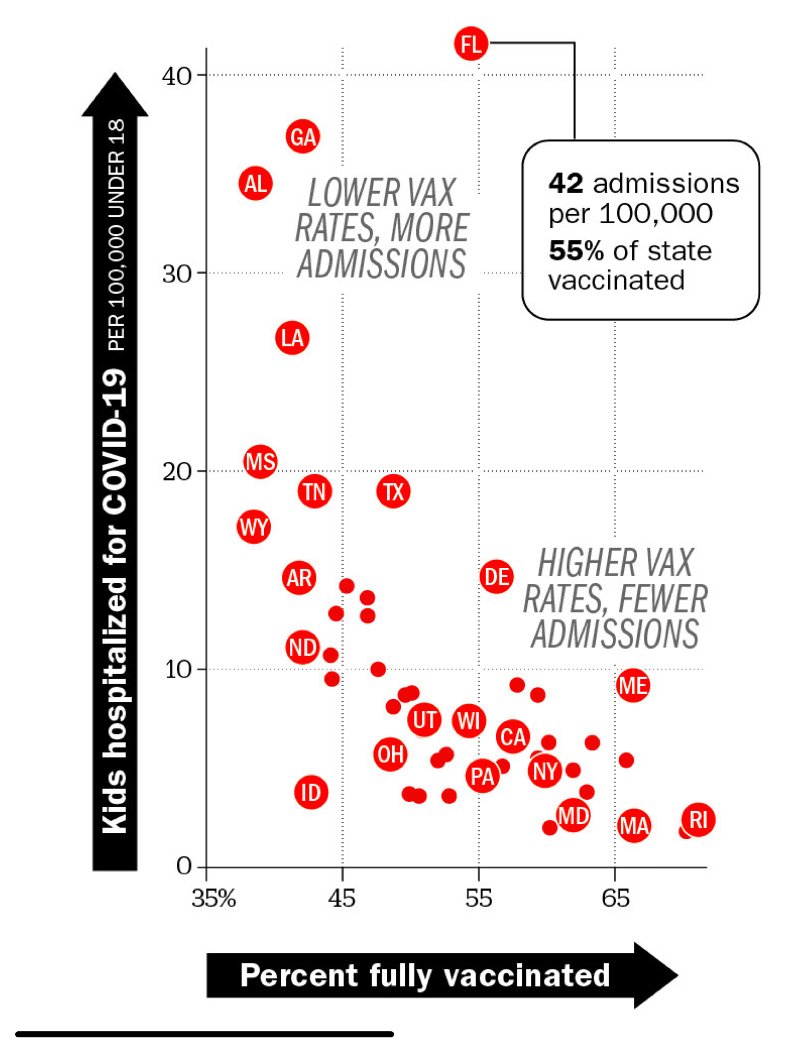 FL
40
GA
AL
42 admissions
per 100,000
55% of state
vaccinated
LOWER VAX
RATES, MORE
ADMISSIONS
30
LA
MS
20
TN
TX
WY
AR
DE
HIGHER VAX
RATES, FEWER
ADMISSIONS
ND
10
ME
UT
WI
CA
OH
PA
NY
ID
MD
MA
RI
0
35%
45
55
65
Kids hospitalized for COVID-19 PER 100,000 UNDER 18
Percent fully vaccinated